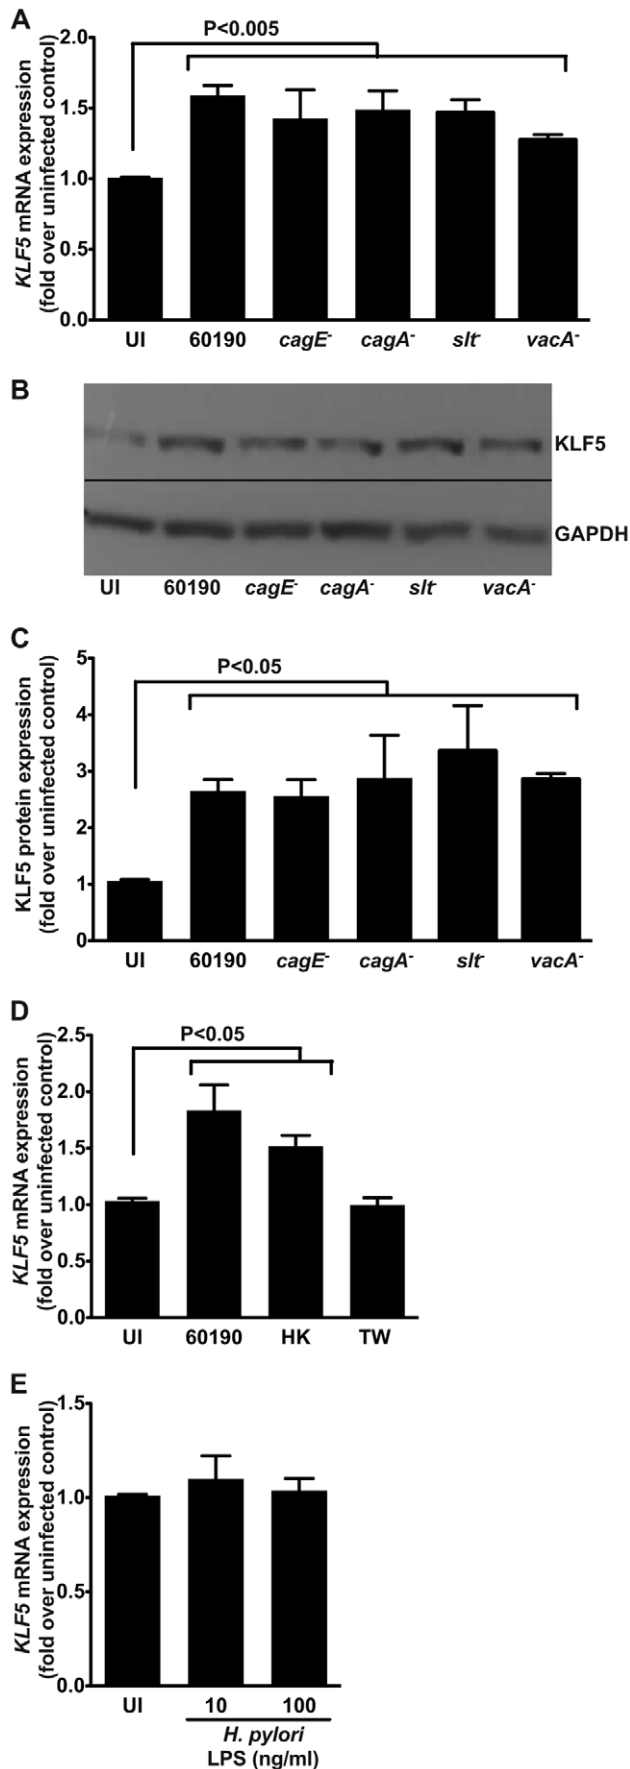 A
P<0.005
KLF5 mRNA expression
(fold over uninfected control)
2.0
1.5
1.0
0.5
0.0
UI 60190 cagE- cagA- slt- vacA-
B
KLF5
GAPDH
UI 60190 cagE- cagA- slt- vacA-
C
P<0.05
KLF5 protein expression
(fold over uninfected control)
5
4
3
2
1
0
UI 60190 cagE- cagA- slt- vacA-
D
P<0.05
KLF5 mRNA expression
(fold over uninfected control)
2.5
2.0
1.5
1.0
0.5
0.0
UI 60190 HK TW
E
KLF5 mRNA expression
(fold over uninfected control)
1.5
1.0
0.5
0.0
UI 10 100
H. pylori
LPS (ng/ml)